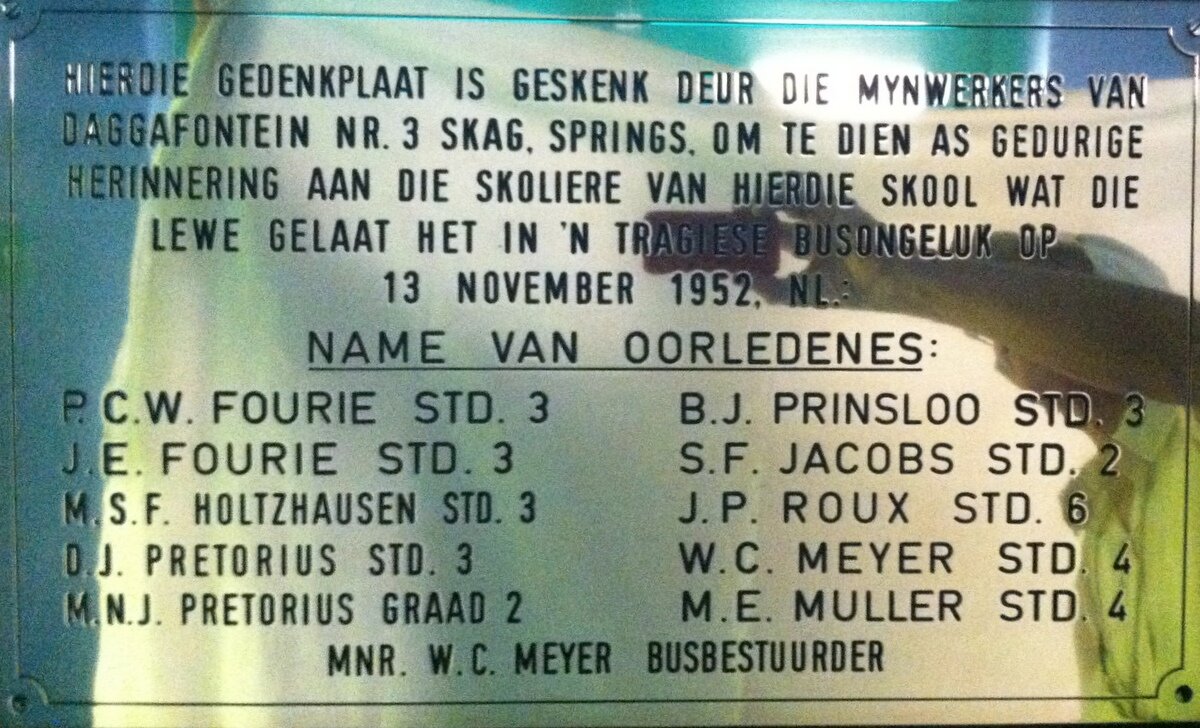 HIERDIE GEDENKPLAAT IS GESKENK DEUR DIE MYNWERKERS VAN
DAGGAFONTEIN NR. 3 SKAG, SPRINGS, OM TE DIEN AS GEDURIGE
HERINNERING AAN DIE SKOLIERE VAN HIERDIE SKOOL WAT DIE
LEWE GELAAT HET IN 'N TRAGIESE BUSONGELUK OP
13 NOVEMBER 1952, NL.:
NAME VAN OORLEDENES:
P.C.W. FOURIE STD. 3 B.J. PRINSLOO STD. 3
J.E. FOURIE STD. 3 S.F. JACOBS STD. 2
M.S.F. HOLTZHAUSEN STD. 3 J.P. ROUX STD. 6
D.J. PRETORIUS STD. 3 W.C. MEYER STD. 4
M.N.J. PRETORIUS GRAAD 2 M.E. MULLER STD. 4
MNR. W.C. MEYER BUSBESTUURDER